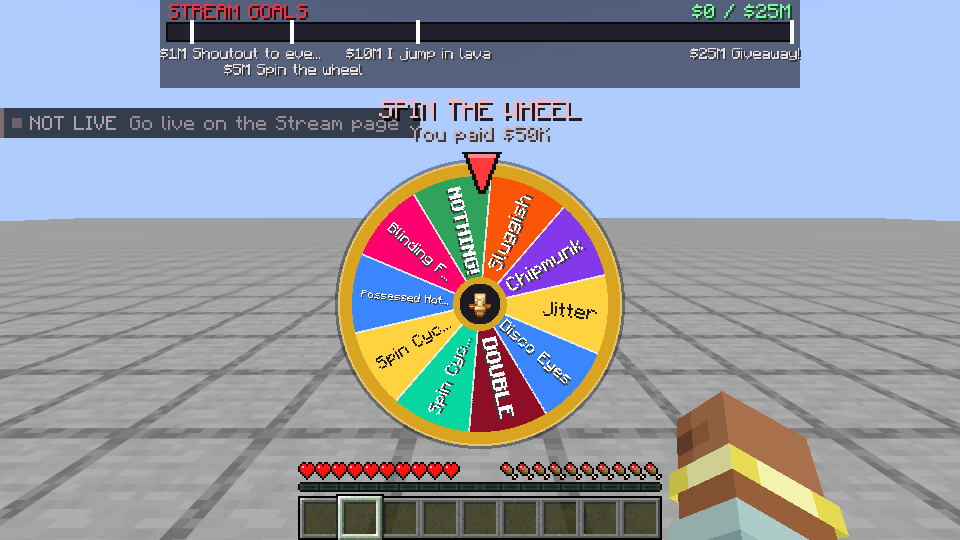 STREAM GOALS
$0 / $25M
$1M Shoutout to eve...
$10M I jump in lava
$25M Giveaway!
$5M Spin the wheel
SPIN THE WHEEL
NOT LIVE Go live on the Stream page
You paid $50K
NOTHING!
Sluggish
Chipmunk
Jitter
Disco Eyes
DOUBLE
Spin Cyc...
Spin Cyc...
Possessed Hot...
Blinding F...